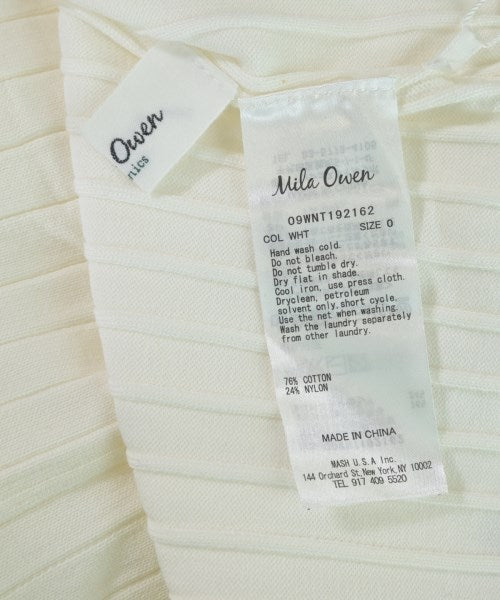 Owen
nics
Mila Owen
09WNT192162
COL WHT SIZE 0
Hand wash cold.
Do not bleach.
Do not tumble dry.
Dry flat in shade.
Cool iron, use press cloth.
Dryclean, petroleum
solvent only,short cycle.
Use the net when washing.
Wash the laundry separately
from other laundry.
76% COTTON
24% NYLON
MADE IN CHINA
MASH U.S.A Inc.
144 Orchard St.New York,NY 10002
TEL 917 409 5520